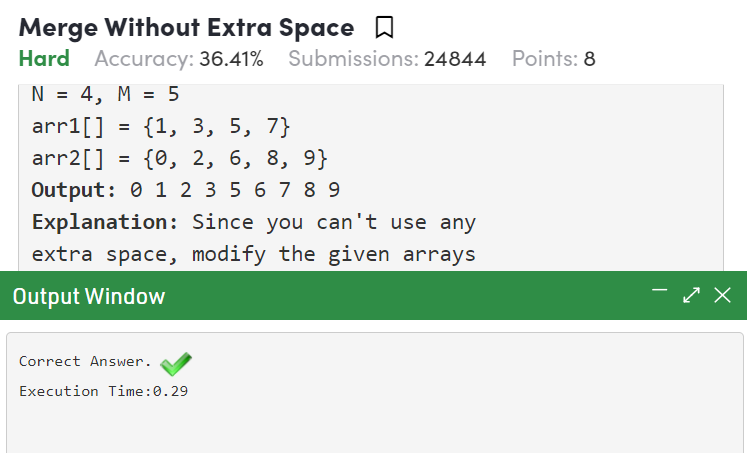 Merge Without Extra Space
Hard Accuracy: 36.41% Submissions: 24844 Points: 8
N = 4, M = 5
arr1[] = {1, 3, 5, 7}
arr2[] = {0, 2, 6, 8, 9}
Output: 0 1 2 3 5 6 7 8 9
Explanation: Since you can't use any
extra space, modify the given arrays
Output Window
Correct Answer.
Execution Time:0.29